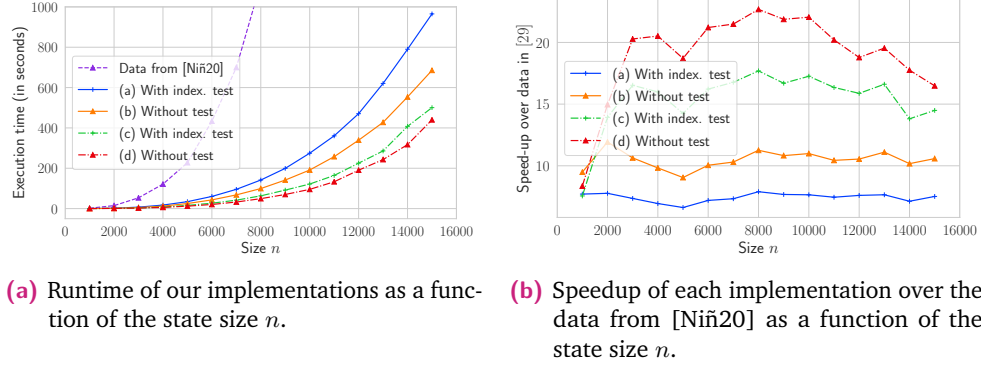 1000
800
600
400
200
0
Execution time (in seconds)
Data from [Niñ20]
(a) With index. test
(b) Without test
(c) With index. test
(d) Without test
0 2000 4000 6000 8000 10000 12000 14000 16000
Size n
(a) Runtime of our implementations as a func-
tion of the state size n.
20
15
10
Speed-up over data in [29]
(a) With index. test
(b) Without test
(c) With index. test
(d) Without test
0 2000 4000 6000 8000 10000 12000 14000 16000
Size n
(b) Speedup of each implementation over the
data from [Niñ20] as a function of the
state size n.